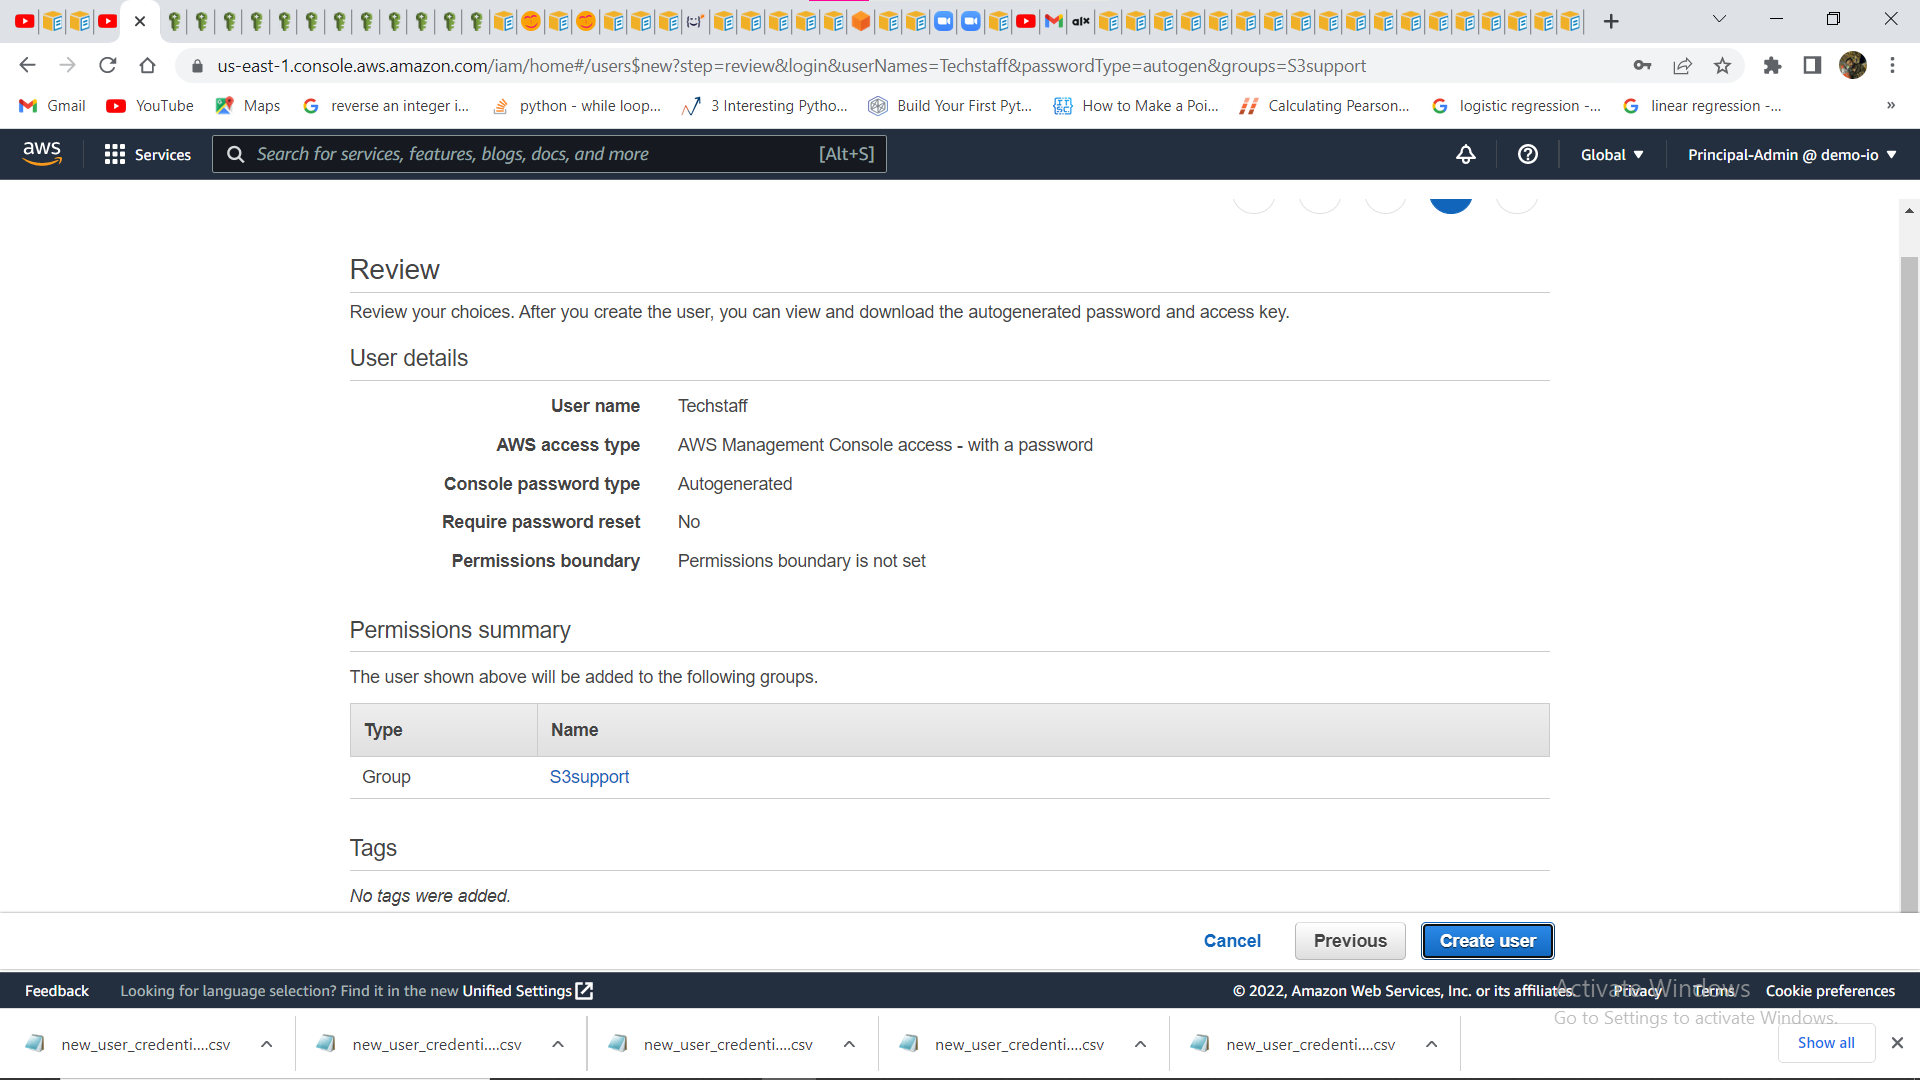 us-east-1.console.aws.amazon.com/iam/home#/users$new?step=review&login&userNames=Techstaff&passwordType=autogen&groups=S3support
Gmail YouTube Maps reverse an integer i... python - while loop... 3 Interesting Pytho... Build Your First Pyt... How to Make a Poi... Calculating Pearson... logistic regression -... linear regression -... »
aws Services Search for services, features, blogs, docs, and more [Alt+S] Global Principal-Admin @ demo-io
Review
Review your choices. After you create the user, you can view and download the autogenerated password and access key.
User details
User name Techstaff
AWS access type AWS Management Console access - with a password
Console password type Autogenerated
Require password reset No
Permissions boundary Permissions boundary is not set
Permissions summary
The user shown above will be added to the following groups.
Type Name
Group S3support
Tags
No tags were added.
Cancel Previous Create user
Feedback Looking for language selection? Find it in the new Unified Settings © 2022, Amazon Web Services, Inc. or its affiliates. Privacy Terms Cookie preferences
Activate Windows
Go to Settings to activate Windows.
new_user_credenti....csv new_user_credenti....csv new_user_credenti....csv new_user_credenti....csv new_user_credenti....csv Show all